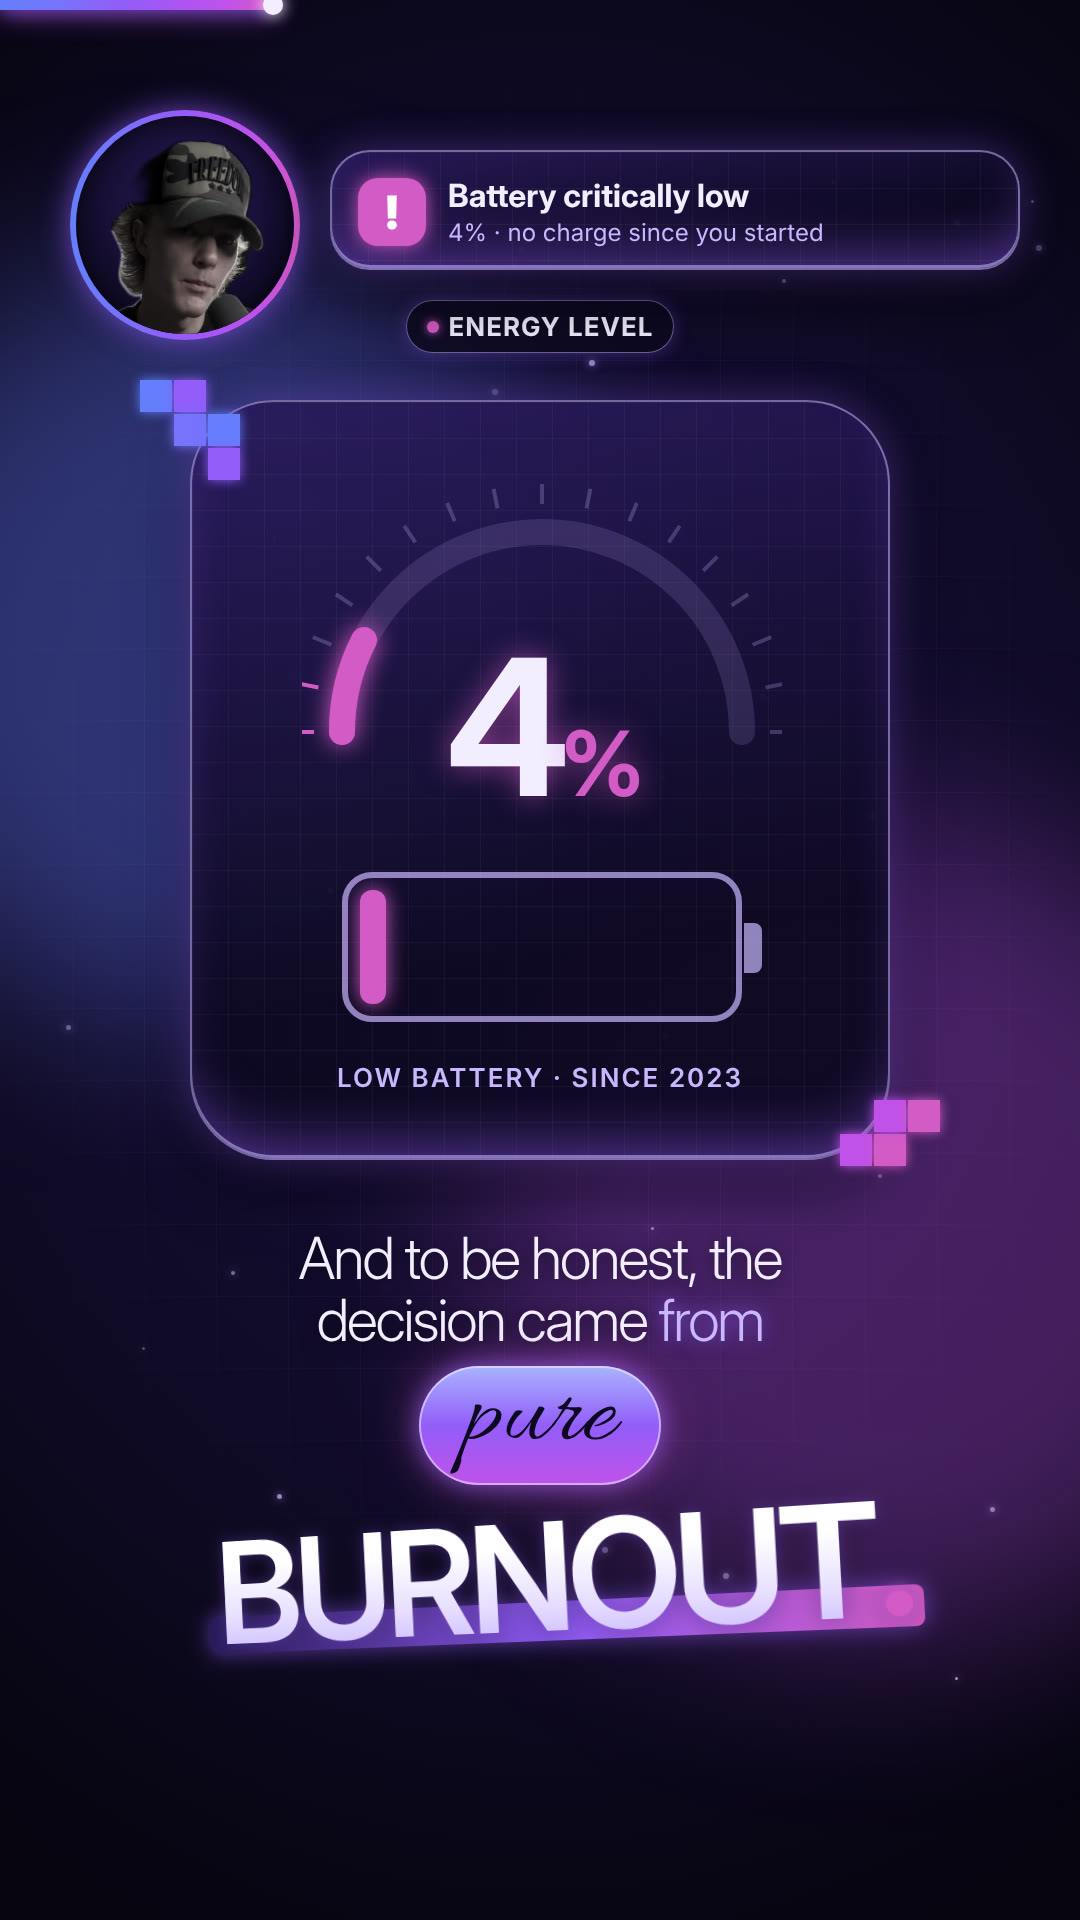 FREEDO
!
Battery critically low
4% · no charge since you started
ENERGY LEVEL
4%
LOW BATTERY · SINCE 2023
And to be honest, the
decision came from
pure
BURNOUT